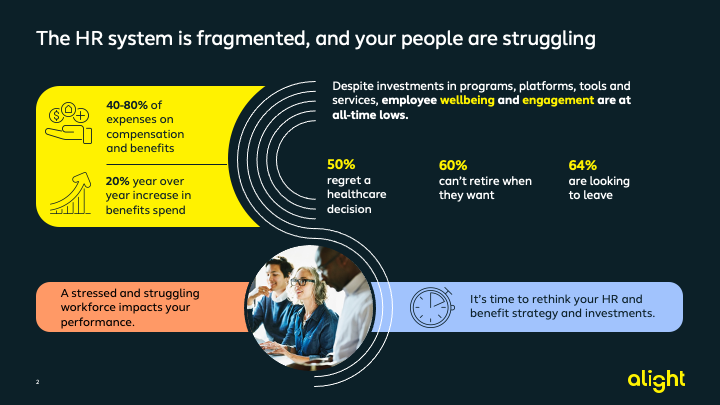 The HR system is fragmented, and your people are struggling
40-80% of
expenses on
compensation
and benefits
20% year over
year increase in
benefits spend
Despite investments in programs, platforms, tools and
services, employee wellbeing and engagement are at
all-time lows.
50%
regret a
healthcare
decision
60%
can't retire when
they want
64%
are looking
to leave
A stressed and struggling
workforce impacts your
performance.
It's time to rethink your HR and
benefit strategy and investments.
2
alight